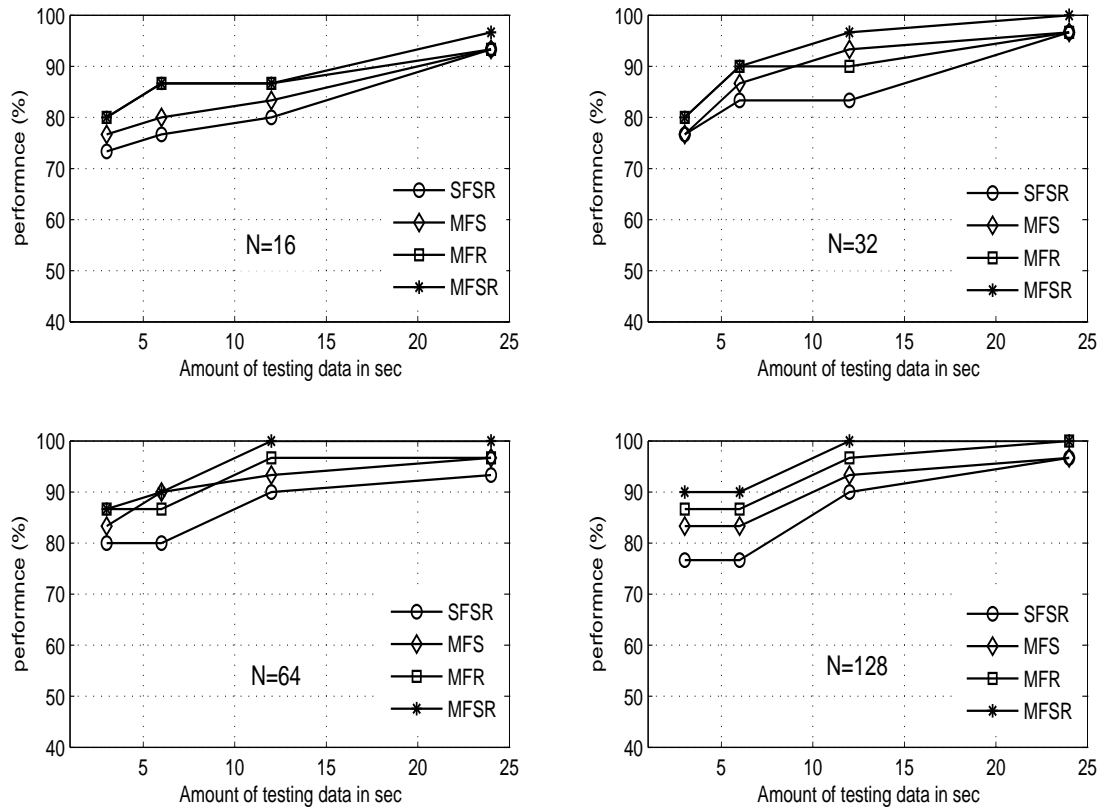 100
90
80
70
60
50
40
performnce (%)
SFSR
MFS
MFR
MFSR
N=16
5 10 15 20 25
Amount of testing data in sec
100
90
80
70
60
50
40
performnce (%)
SFSR
MFS
MFR
MFSR
N=32
5 10 15 20 25
Amount of testing data in sec
100
90
80
70
60
50
40
performnce (%)
SFSR
MFS
MFR
MFSR
N=64
5 10 15 20 25
Amount of testing data in sec
100
90
80
70
60
50
40
performnce (%)
SFSR
MFS
MFR
MFSR
N=128
5 10 15 20 25
Amount of testing data in sec